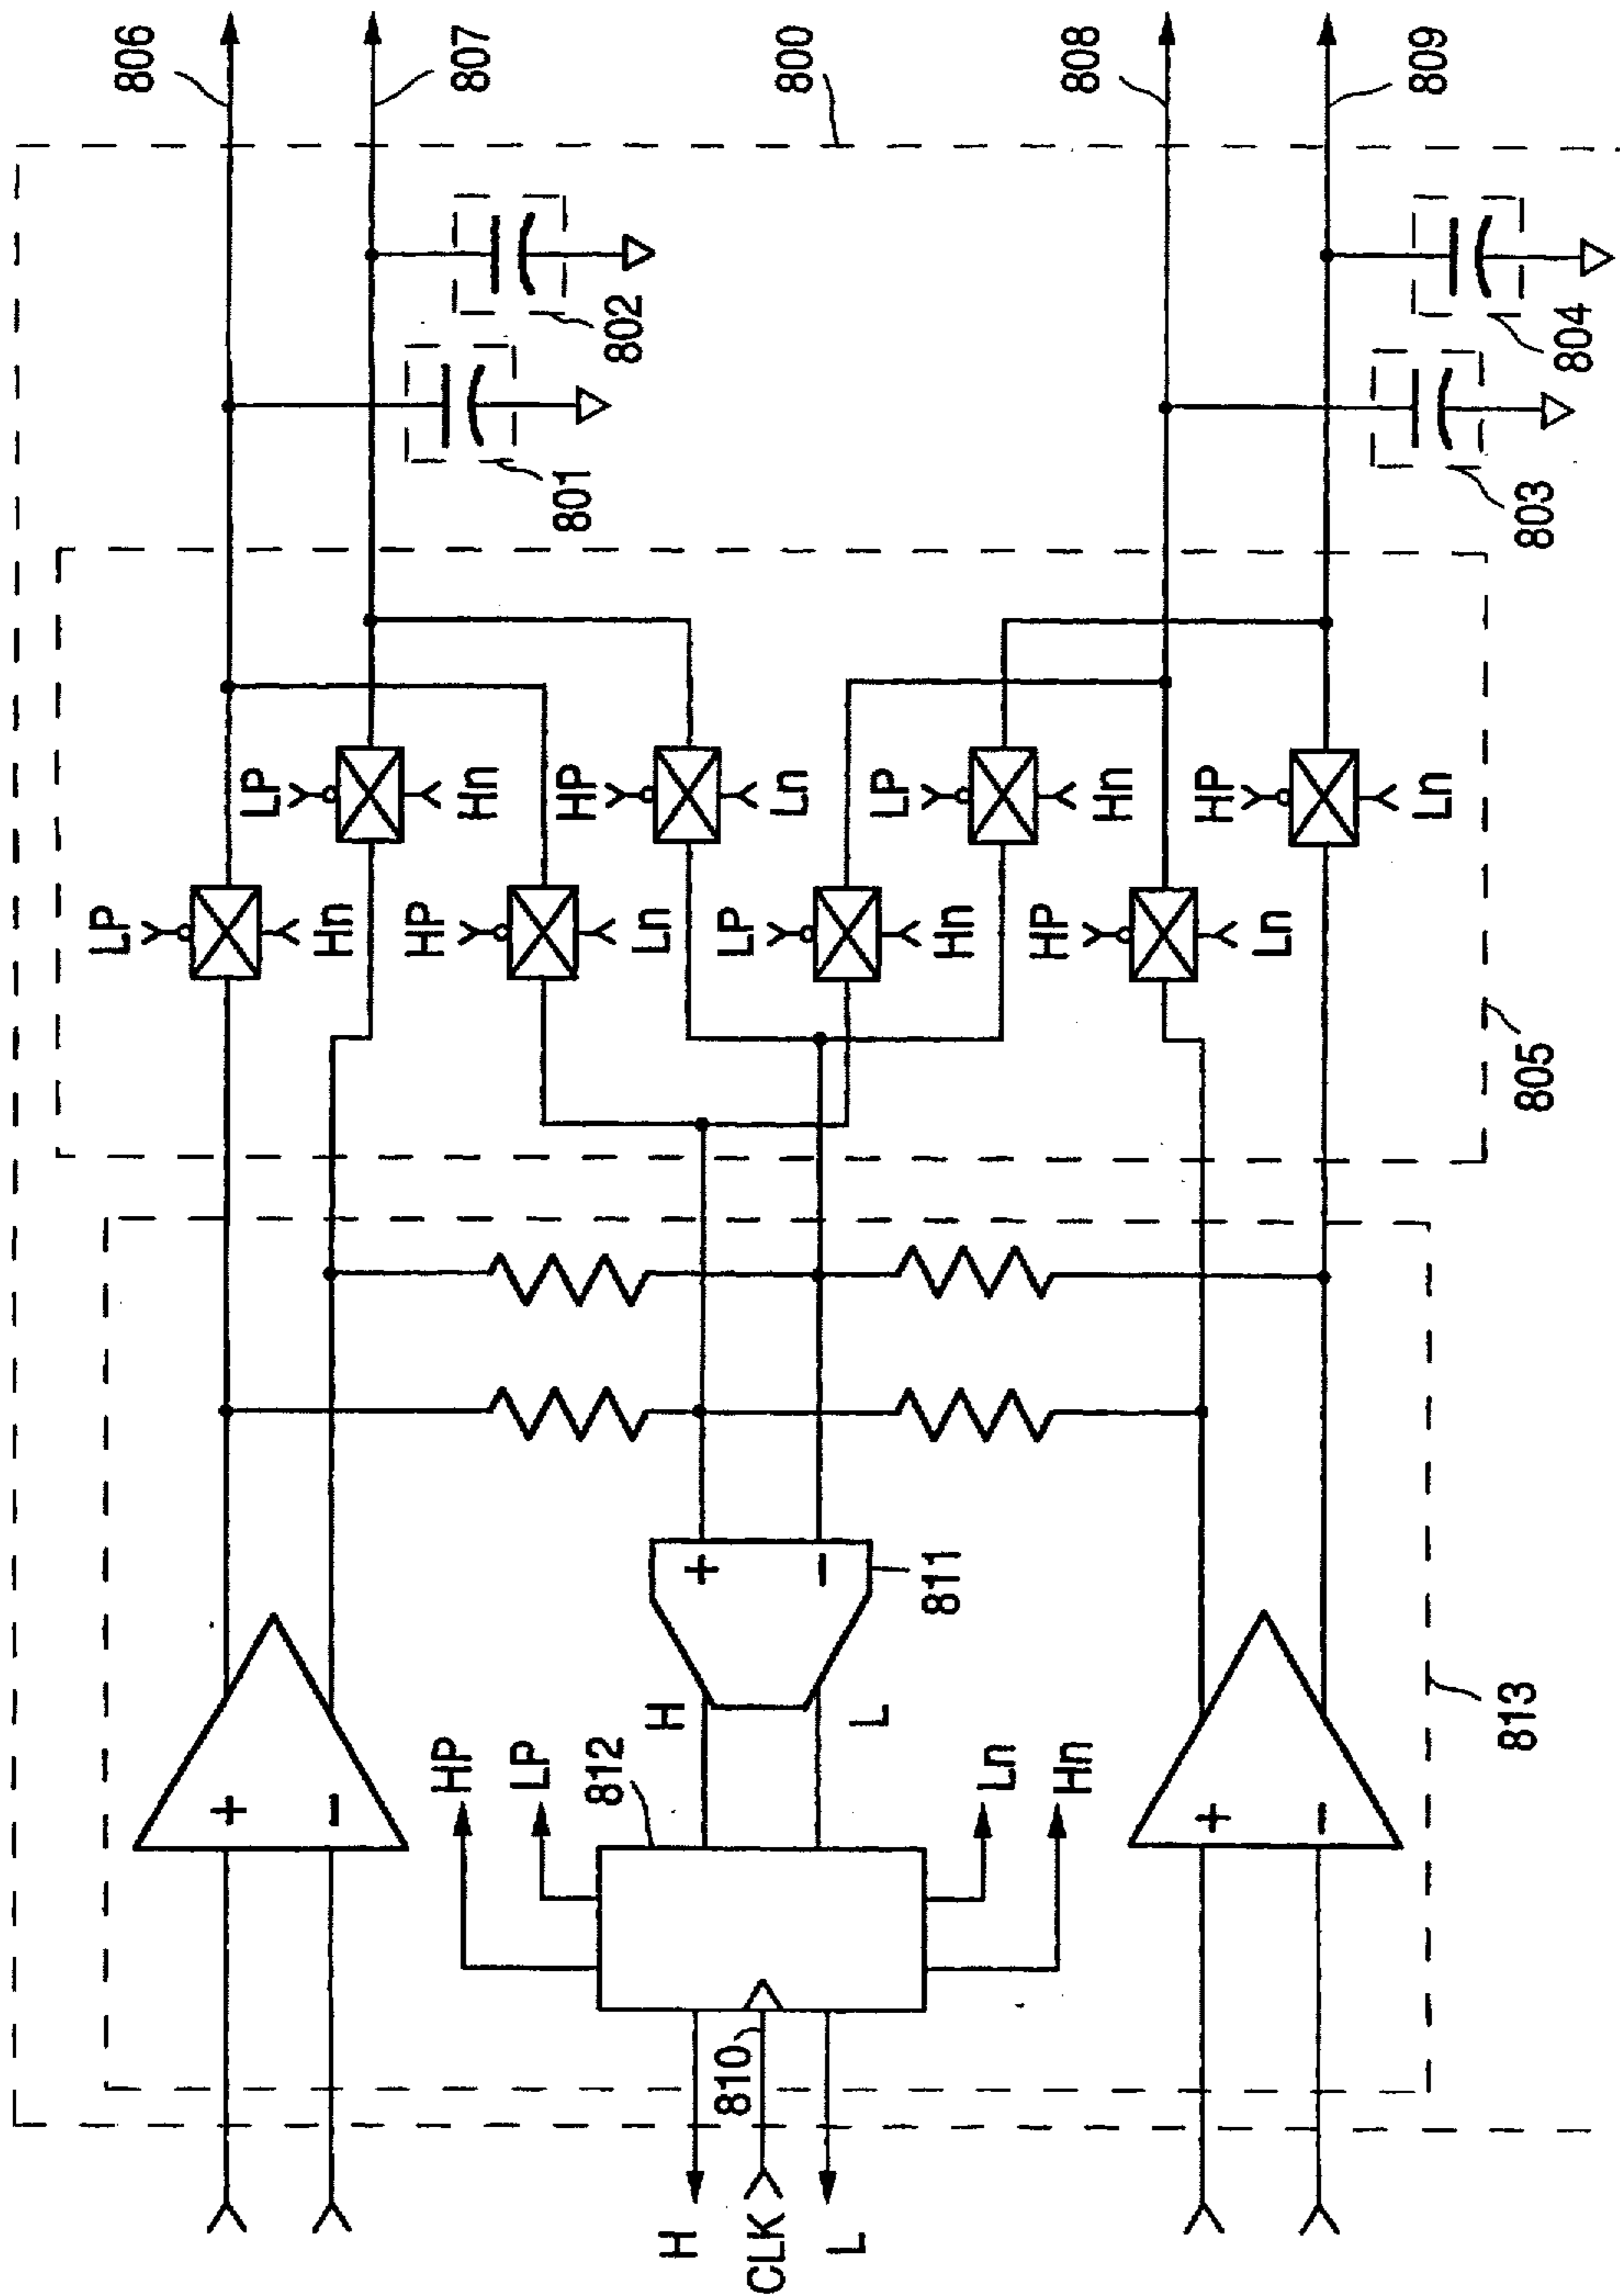 806
807
800
808
809
802
801
804
803
LP
Hn
HP
Ln
LP
Hn
HP
Ln
LP
Hn
HP
Ln
LP
Hn
HP
Ln
805
+
−
811
H
L
813
HP
LP
812
Ln
Hn
+
−
+
−
810
H
CLK
L